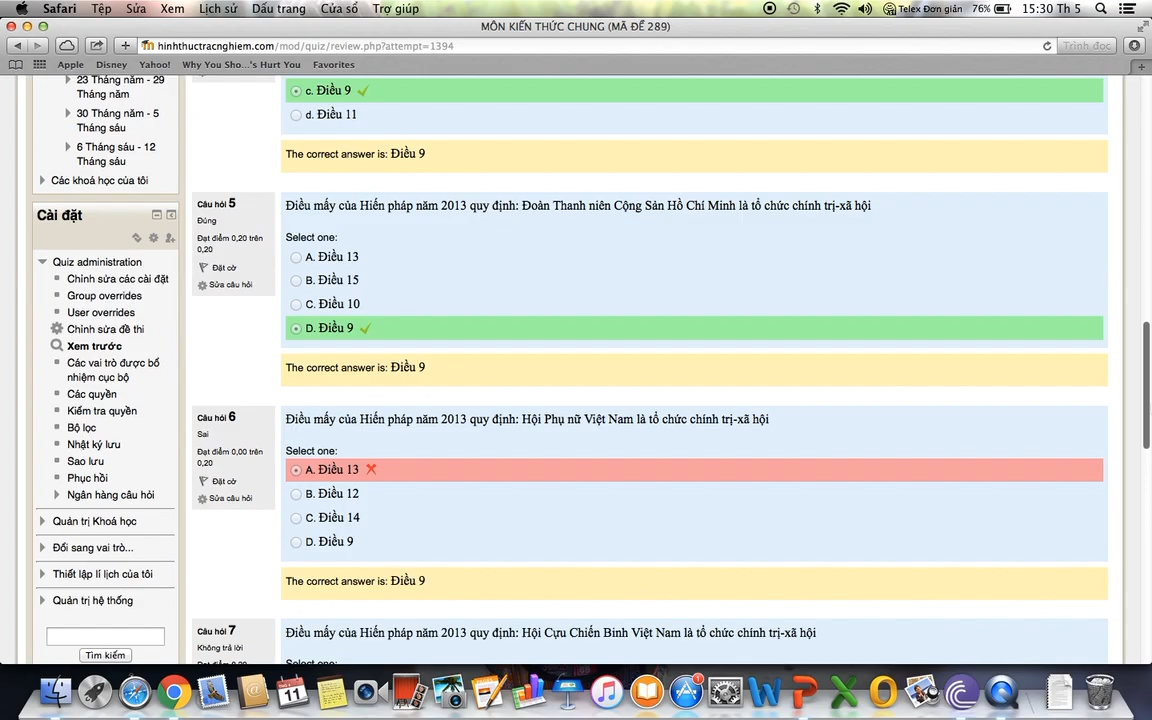 Safari Tệp Sửa Xem Lịch sử Dấu trang Cửa sổ Trợ giúp Telex Đơn giản 76% 15:30 Th 5
MÔN KIẾN THỨC CHUNG (MÃ ĐỀ 289)
hinhthuctracnghiem.com/mod/quiz/review.php?attempt=1394
Trình đọc
Apple Disney Yahoo! Why You Sho...'s Hurt You Favorites
23 Tháng năm - 29
Tháng năm
30 Tháng năm - 5
Tháng sáu
6 Tháng sáu - 12
Tháng sáu
Các khoá học của tôi
Cài đặt
Quiz administration
Chỉnh sửa các cài đặt
Group overrides
User overrides
Chỉnh sửa đề thi
Xem trước
Các vai trò được bổ
nhiệm cục bộ
Các quyền
Kiểm tra quyền
Bộ lọc
Nhật ký lưu
Sao lưu
Phục hồi
Ngân hàng câu hỏi
Quản trị Khoá học
Đổi sang vai trò...
Thiết lập lí lịch của tôi
Quản trị hệ thống
Tìm kiếm
c. Điều 9
d. Điều 11
The correct answer is: Điều 9
Câu hỏi 5
Đúng
Đạt điểm 0,20 trên
0,20
Đặt cờ
Sửa câu hỏi
Điều mấy của Hiến pháp năm 2013 quy định: Đoàn Thanh niên Cộng Sản Hồ Chí Minh là tổ chức chính trị-xã hội
Select one:
A. Điều 13
B. Điều 15
C. Điều 10
D. Điều 9
The correct answer is: Điều 9
Câu hỏi 6
Sai
Đạt điểm 0,00 trên
0,20
Đặt cờ
Sửa câu hỏi
Điều mấy của Hiến pháp năm 2013 quy định: Hội Phụ nữ Việt Nam là tổ chức chính trị-xã hội
Select one:
A. Điều 13
B. Điều 12
C. Điều 14
D. Điều 9
The correct answer is: Điều 9
Câu hỏi 7
Không trả lời
Điều mấy của Hiến pháp năm 2013 quy định: Hội Cựu Chiến Binh Việt Nam là tổ chức chính trị-xã hội
Select one:
11
1